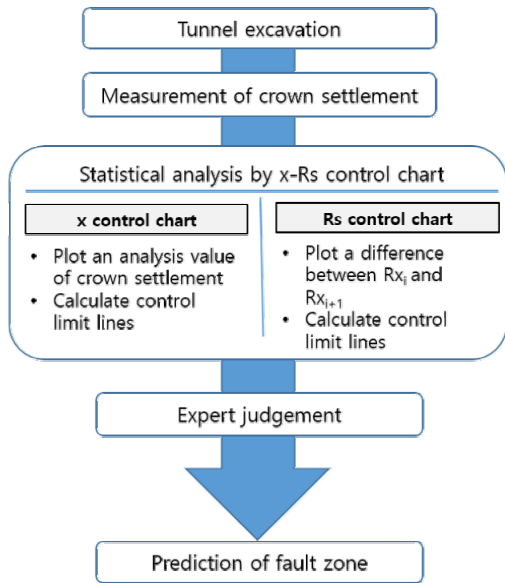 Tunnel excavation
Measurement of crown settlement
Statistical analysis by x-Rs control chart
x control chart
• Plot an analysis value
of crown settlement
• Calculate control
limit lines
Rs control chart
• Plot a difference
between Rxᵢ and
Rxᵢ₊₁
• Calculate control
limit lines
Expert judgement
Prediction of fault zone